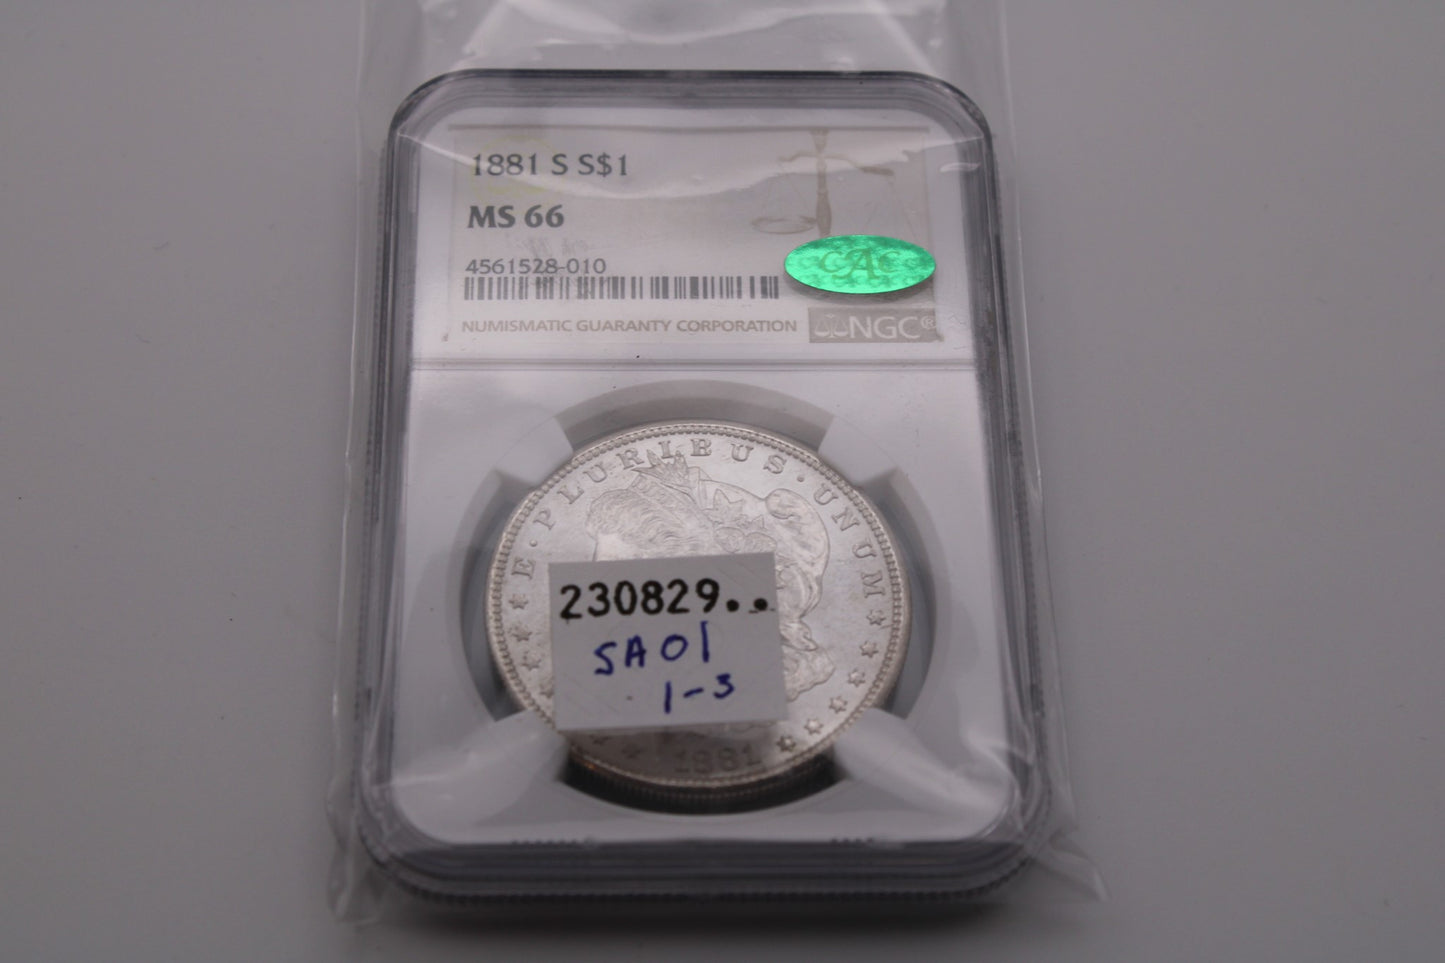 1881 S S$1
MS 66
4561528-010
CAC
NUMISMATIC GUARANTY CORPORATION
NGC®
E · PLURIBUS · UNUM
230829..
SA01
1-3
1881